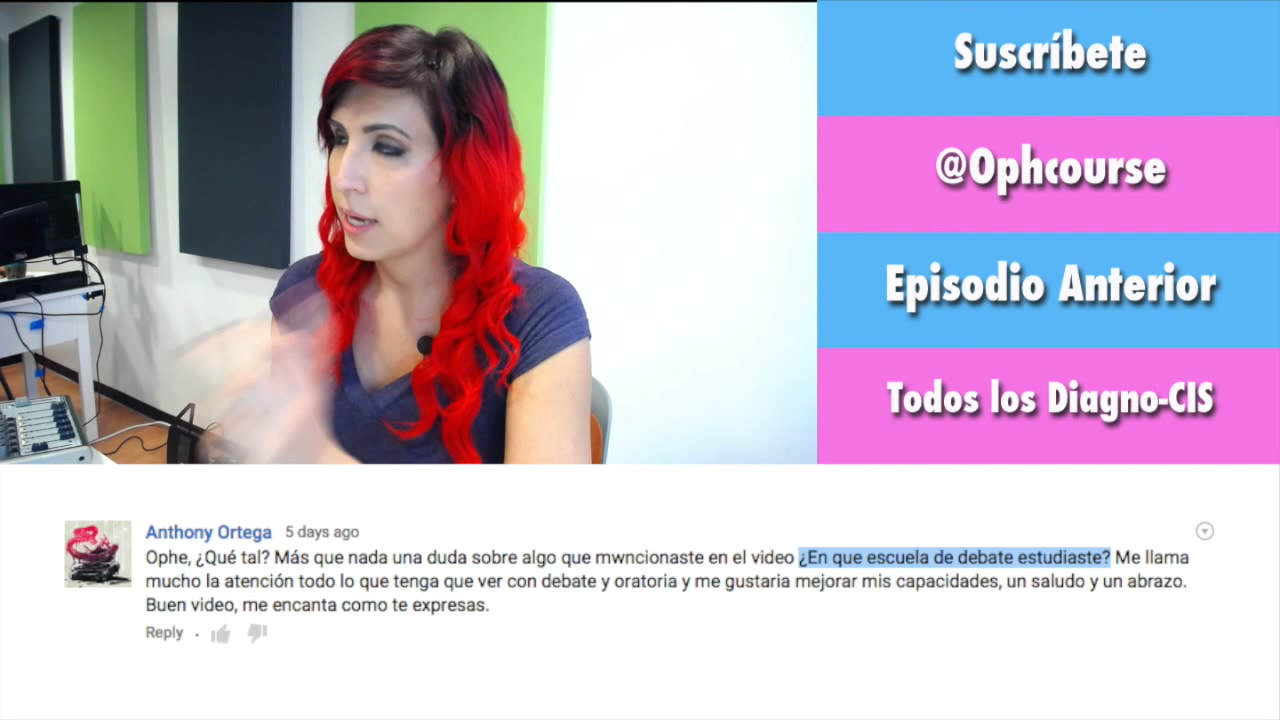 Suscríbete
@Ophcourse
Episodio Anterior
Todos los Diagno-CIS
Anthony Ortega 5 days ago
Ophe, ¿Qué tal? Más que nada una duda sobre algo que mwncionaste en el video ¿En que escuela de debate estudiaste? Me llama
mucho la atención todo lo que tenga que ver con debate y oratoria y me gustaria mejorar mis capacidades, un saludo y un abrazo.
Buen video, me encanta como te expresas.
Reply ·